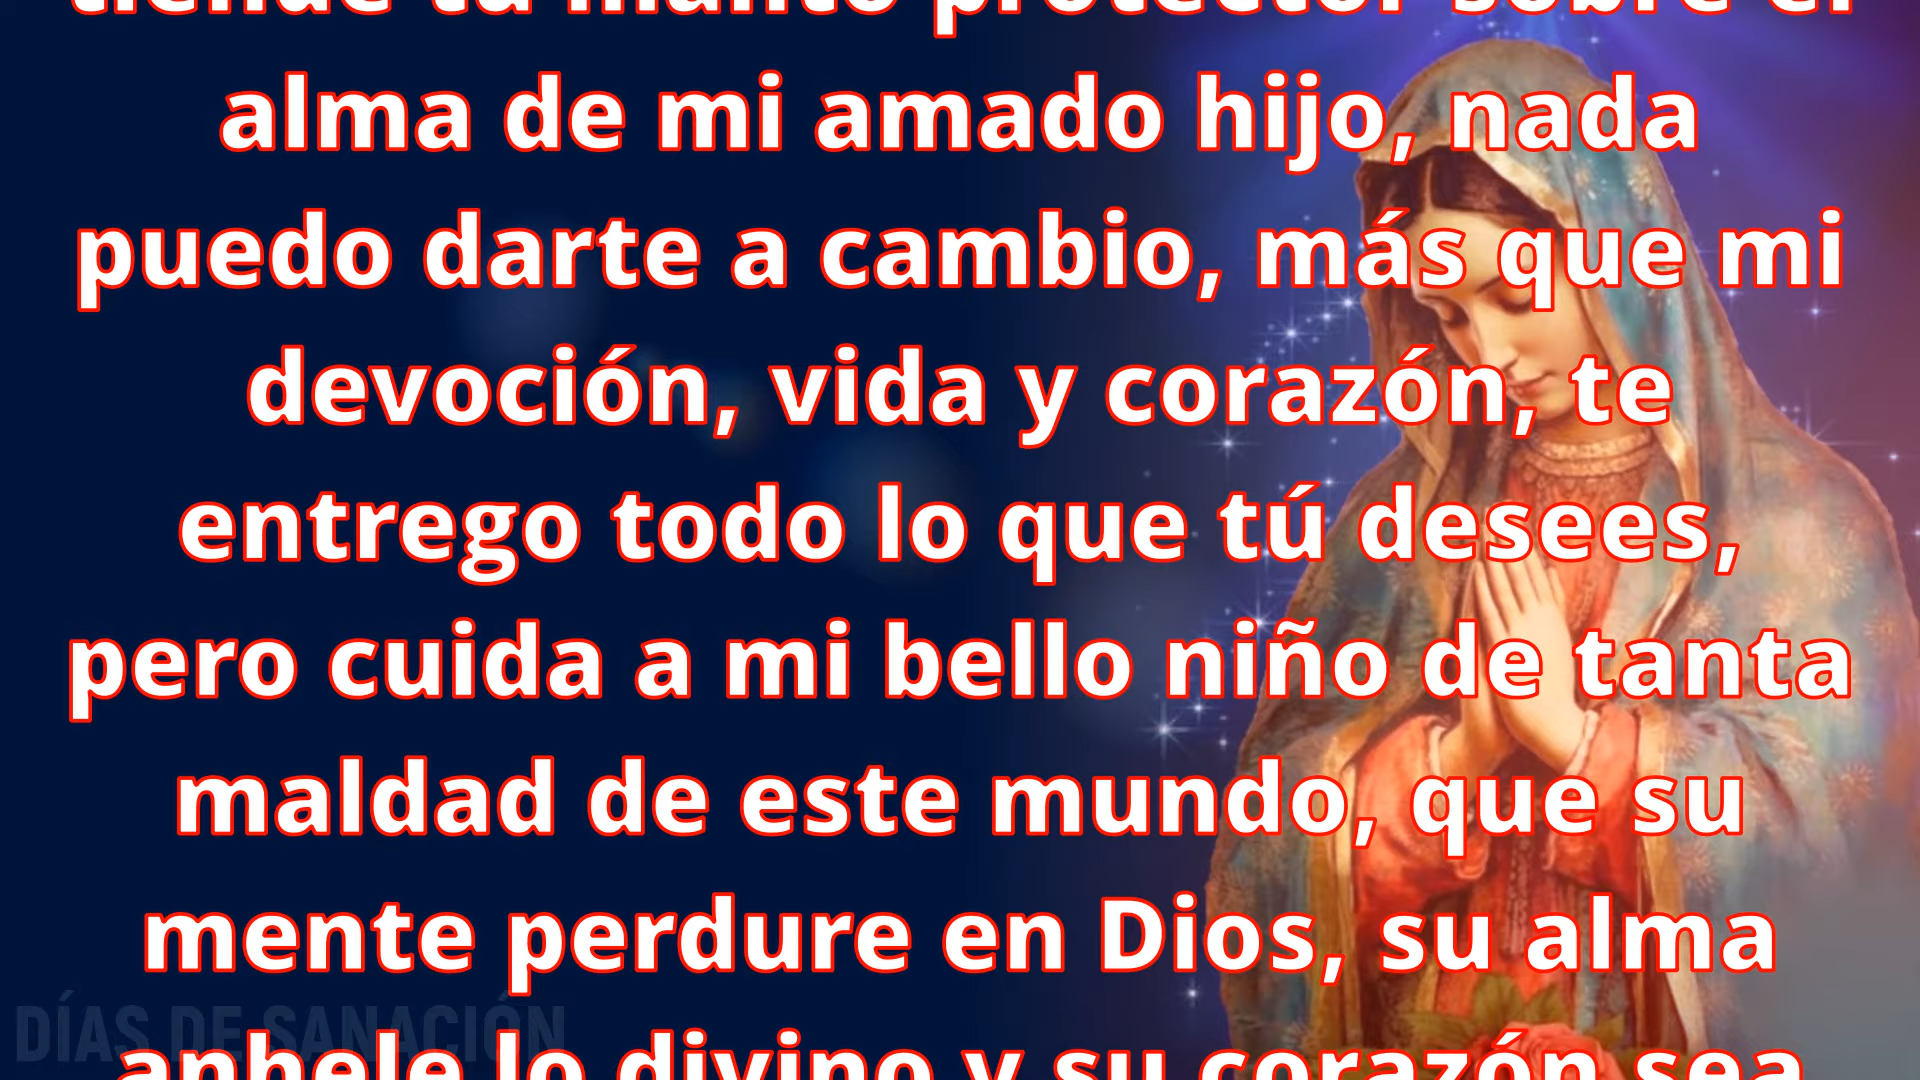 tiende tu manto protector sobre el
alma de mi amado hijo, nada
puedo darte a cambio, más que mi
devoción, vida y corazón, te
entrego todo lo que tú desees,
pero cuida a mi bello niño de tanta
maldad de este mundo, que su
mente perdure en Dios, su alma
anhele lo divino y su corazón sea
DÍAS DE SANACIÓN